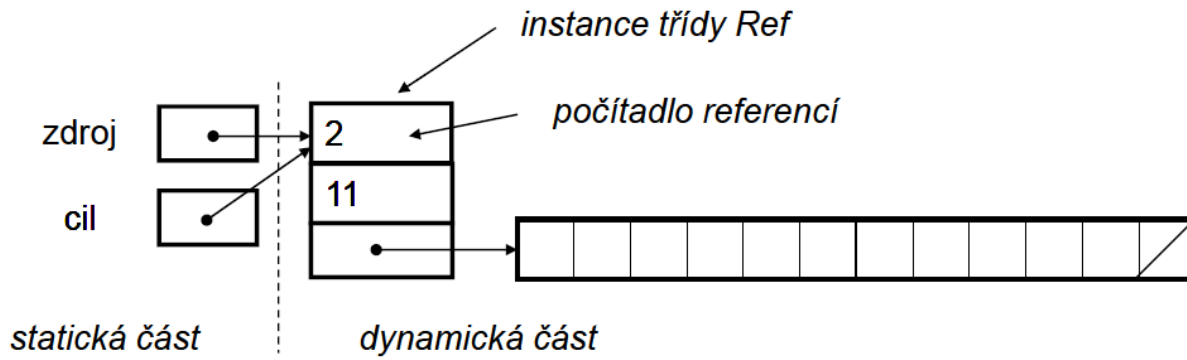 instance třídy Ref
počítadlo referencí
zdroj
2
11
cil
statická část
dynamická část